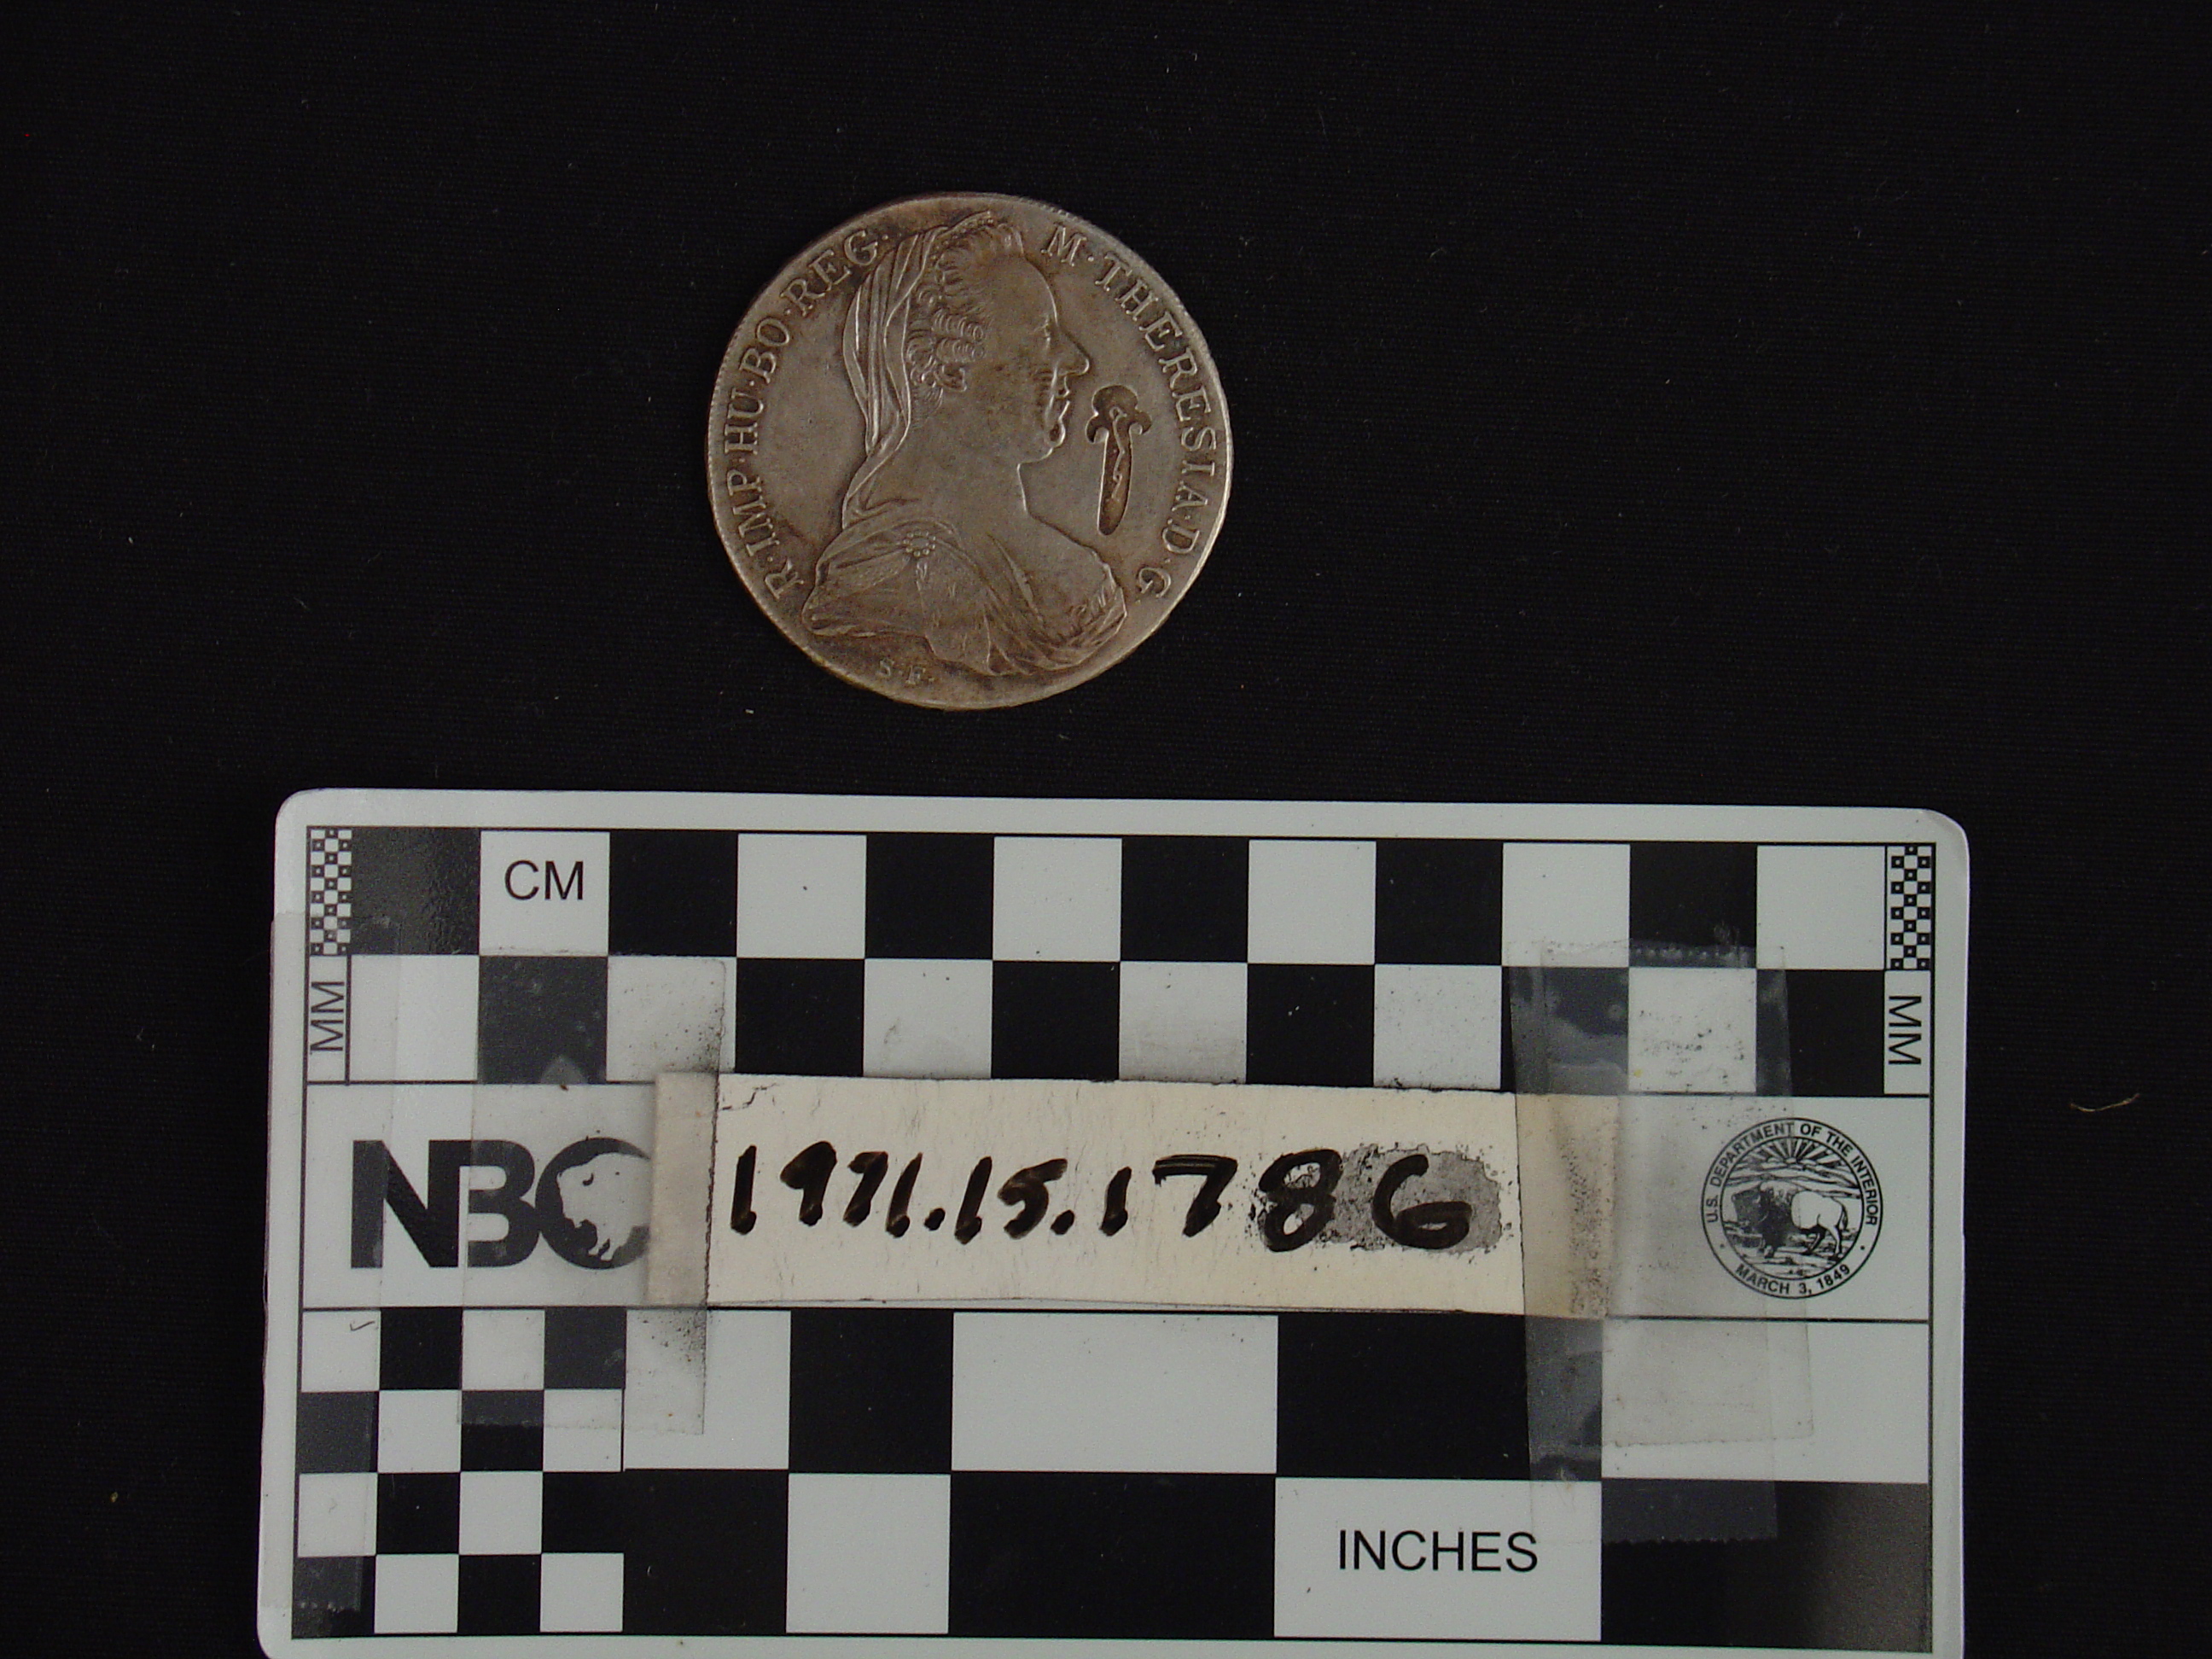 R·IMP·HU·BO·REG· M·THERESIA·D·G·
S·F·
CM
MM
MM
NBC
1971.15.1786
U.S. DEPARTMENT OF THE INTERIOR
MARCH 3, 1849
INCHES